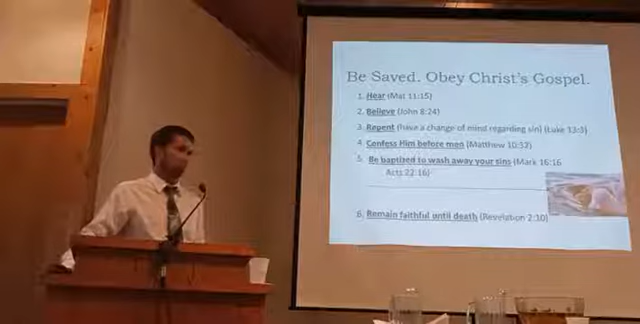 Be Saved. Obey Christ's Gospel.
1. Hear (Mat 11:15)
2. Believe (John 8:24)
3. Repent (have a change of mind regarding sin) (Luke 13:3)
4. Confess Him before men (Matthew 10:32)
5. Be baptized to wash away your sins (Mark 16:16
Acts 22:16)
6. Remain faithful until death (Revelation 2:10)